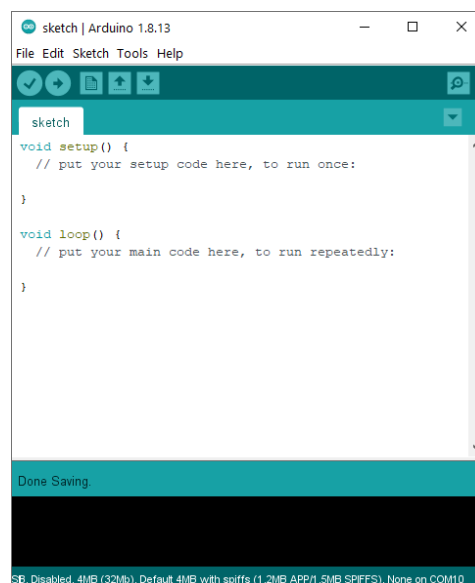 sketch | Arduino 1.8.13
File Edit Sketch Tools Help
sketch
void setup() {
  // put your setup code here, to run once:
}
void loop() {
  // put your main code here, to run repeatedly:
}
Done Saving.
SB, Disabled, 4MB (32Mb), Default 4MB with spiffs (1.2MB APP/1.5MB SPIFFS), None on COM10